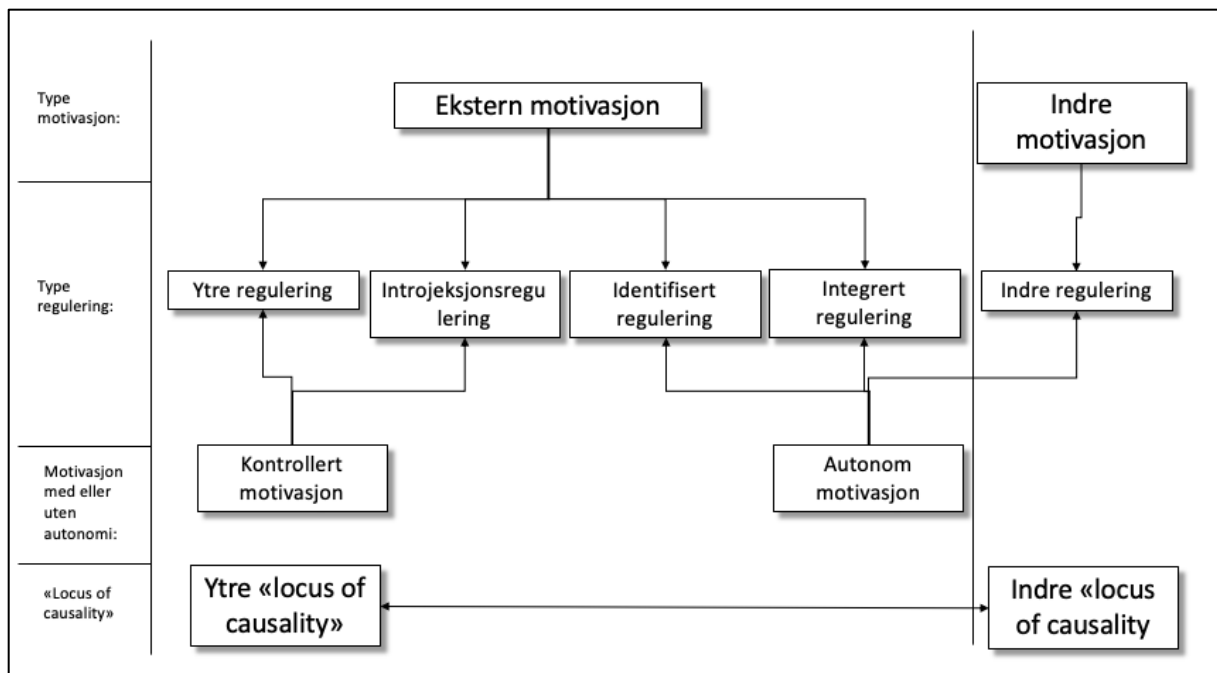 Type
motivasjon:
Ekstern motivasjon
Indre
motivasjon
Type
regulering:
Ytre regulering
Introjeksjonsregu
lering
Identifisert
regulering
Integrert
regulering
Indre regulering
Motivasjon
med eller
uten
autonomi:
Kontrollert
motivasjon
Autonom
motivasjon
«Locus of
causality»
Ytre «locus of
causality»
Indre «locus
of causality